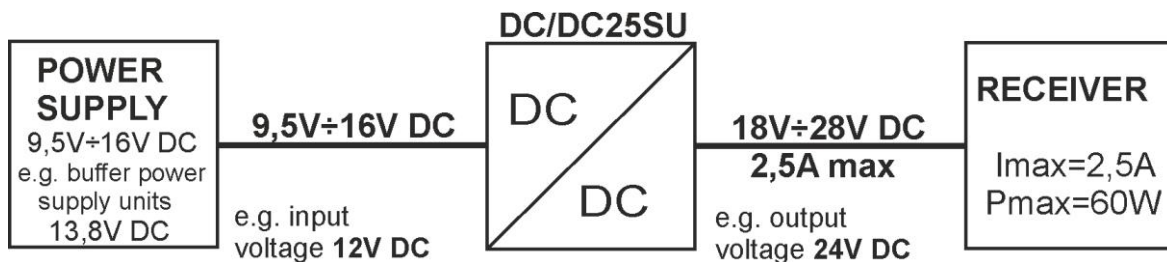 DC/DC25SU
POWER
SUPPLY
9,5V÷16V DC
e.g. buffer power
supply units
13,8V DC
9,5V÷16V DC
e.g. input
voltage 12V DC
DC
DC
18V÷28V DC
2,5A max
e.g. output
voltage 24V DC
RECEIVER
Imax=2,5A
Pmax=60W